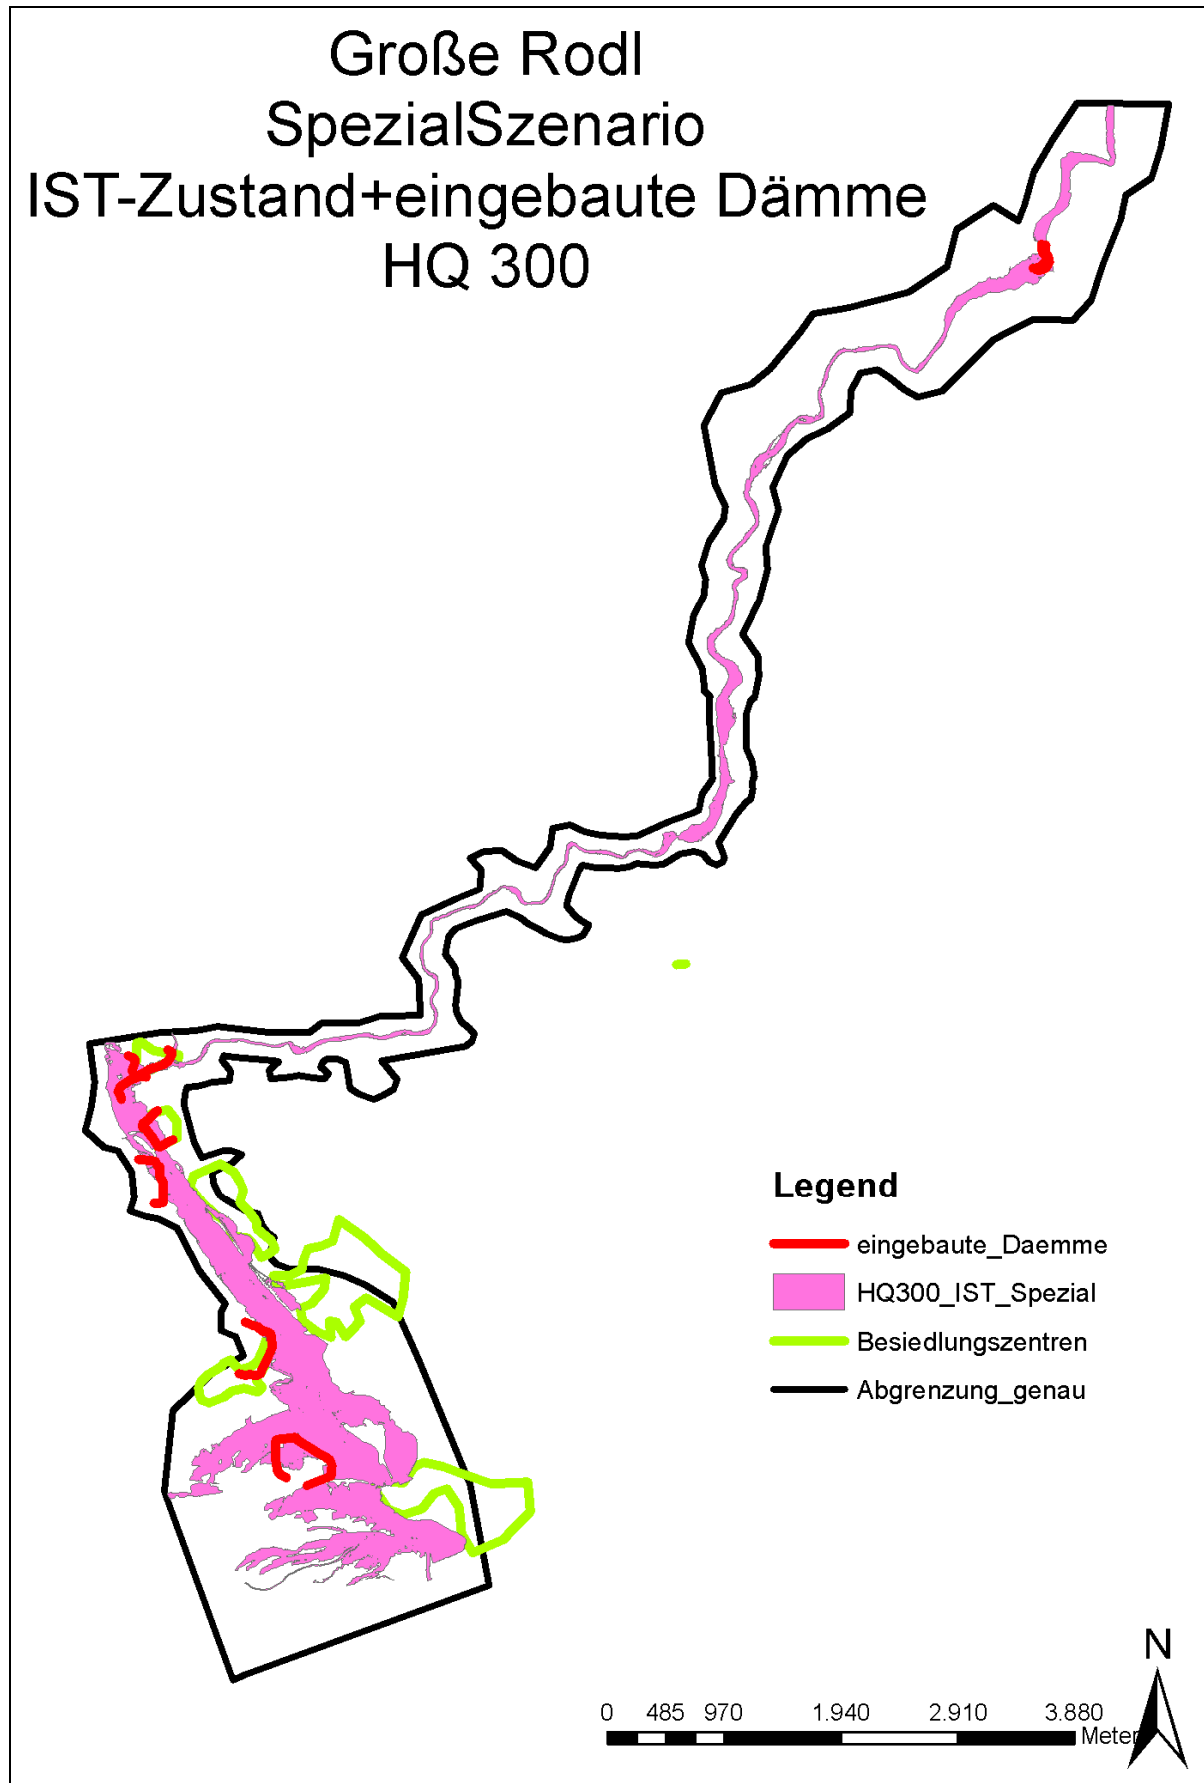 Große Rodl
SpezialSzenario
IST-Zustand+eingebaute Dämme
HQ 300
Legend
eingebaute_Daemme
HQ300_IST_Spezial
Besiedlungszentren
Abgrenzung_genau
N
0 485 970 1.940 2.910 3.880
Meter